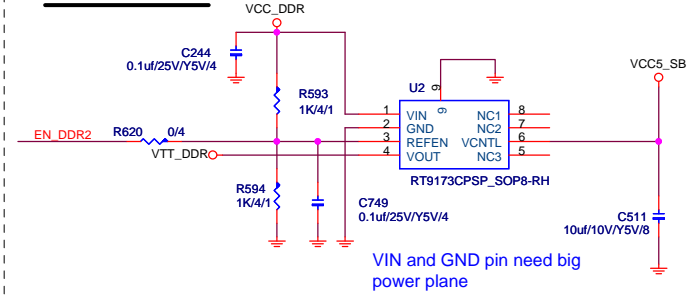 VCC_DDR
C244
0.1uf/25V/Y5V/4
VCC5_SB
R593
1K/4/1
U2
9
9
1 VIN NC1 8
2 GND NC2 7
3 REFEN VCNTL 6
4 VOUT NC3 5
EN_DDR2
R620 0/4
VTT_DDR
RT9173CPSP_SOP8-RH
R594
1K/4/1
C749
0.1uf/25V/Y5V/4
C511
10uf/10V/Y5V/8
VIN and GND pin need big
power plane